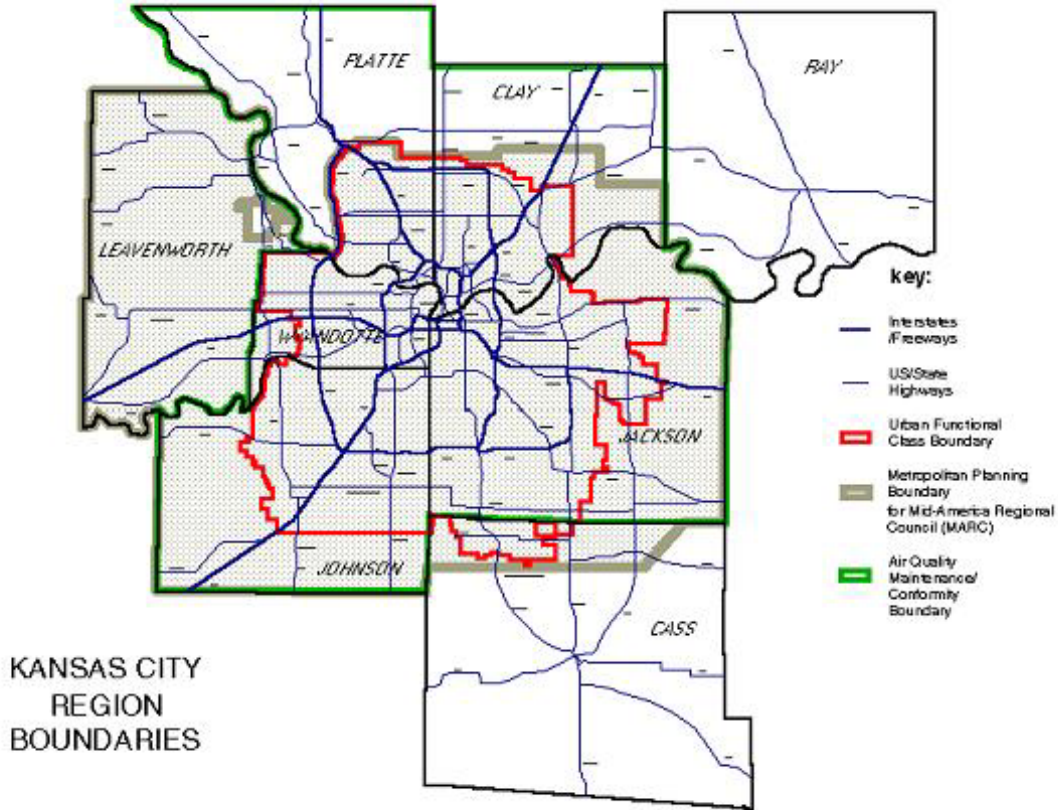 PLATTE
CLAY
RAY
LEAVENWORTH
WYANDOTTE
JACKSON
JOHNSON
CASS
key:
Interstates
/Freeways
US/State
Highways
Urban Functional
Class Boundary
Metropolitan Planning
Boundary
for Mid-America Regional
Council (MARC)
Air Quality
Maintenance/
Conformity
Boundary
KANSAS CITY
REGION
BOUNDARIES